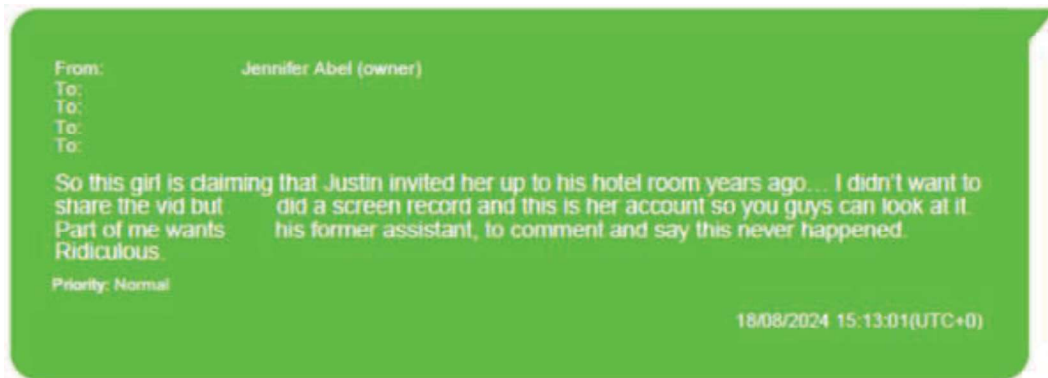 From: Jennifer Abel (owner)
To:
To:
To:
To:
So this girl is claiming that Justin invited her up to his hotel room years ago... I didn't want to
share the vid but did a screen record and this is her account so you guys can look at it.
Part of me wants his former assistant, to comment and say this never happened.
Ridiculous.
Priority: Normal
18/08/2024 15:13:01(UTC+0)